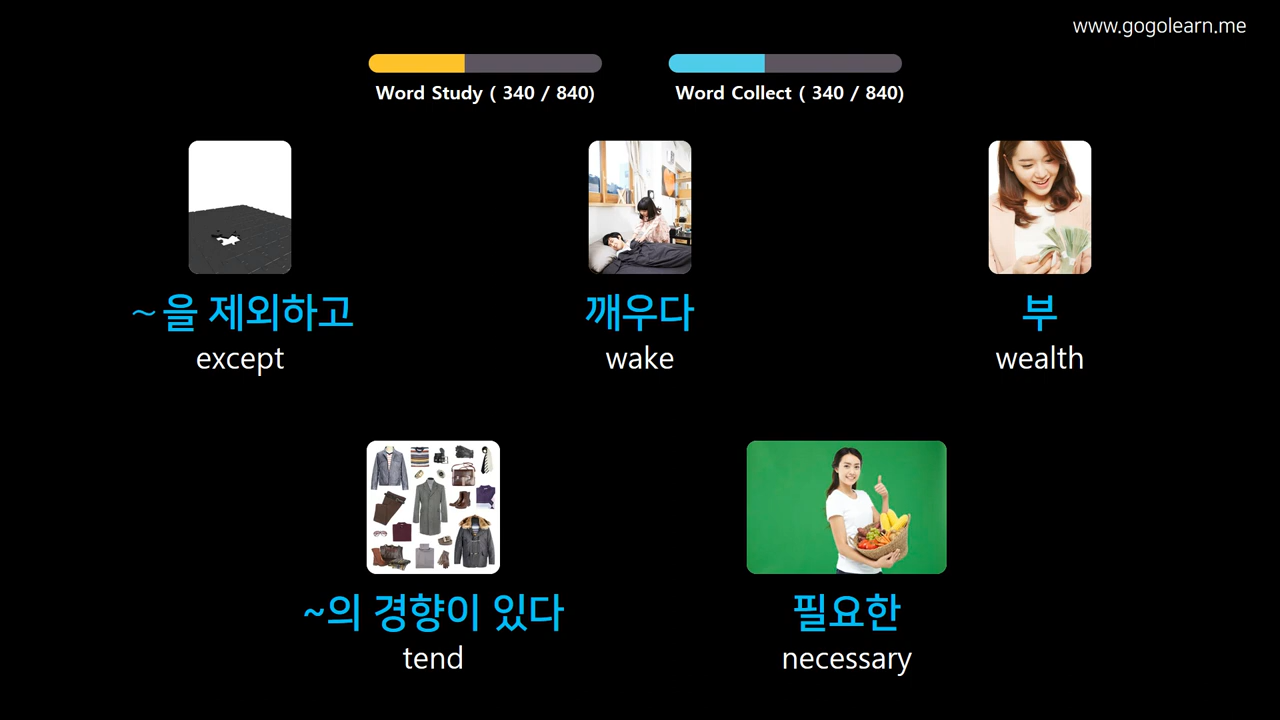 www.gogolearn.me
Word Study ( 340 / 840)
Word Collect ( 340 / 840)
~을 제외하고
except
깨우다
wake
부
wealth
~의 경향이 있다
tend
필요한
necessary